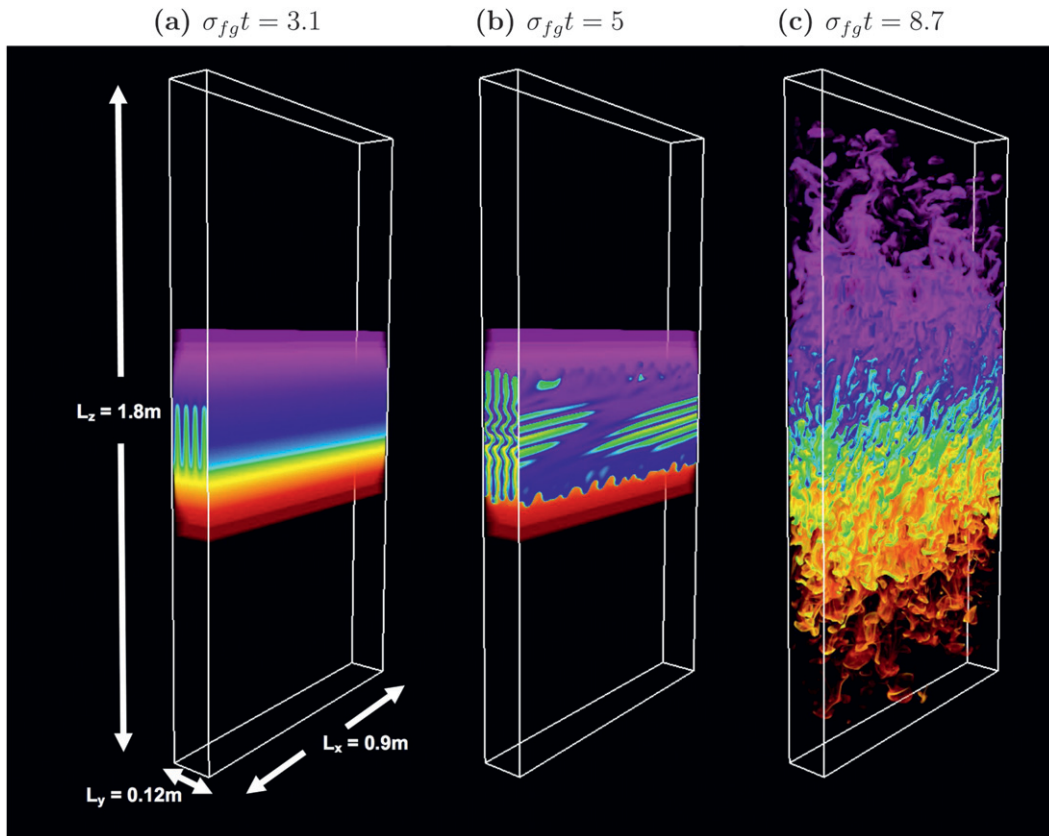 (a) σ_{fg}t = 3.1
(b) σ_{fg}t = 5
(c) σ_{fg}t = 8.7
L_z = 1.8m
L_x = 0.9m
L_y = 0.12m